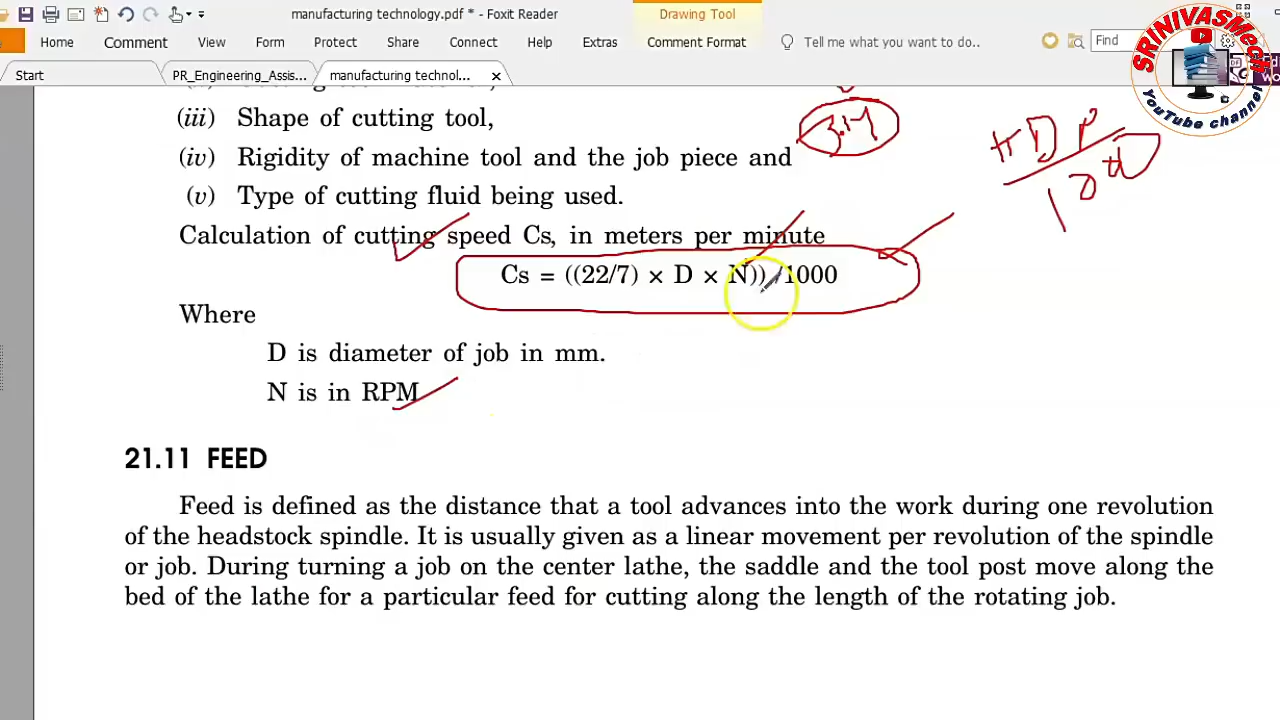 manufacturing technology.pdf * - Foxit Reader
Drawing Tool
Home Comment View Form Protect Share Connect Help Extras Comment Format Tell me what you want to do.. Find
SRINIVASMech
YouTube channel
Start PR_Engineering_Assis... manufacturing technol... ×
(iii) Shape of cutting tool,
3.14
(iv) Rigidity of machine tool and the job piece and
(v) Type of cutting fluid being used.
Calculation of cutting speed Cs, in meters per minute
Cs = ((22/7) × D × N)) /1000
Where
D is diameter of job in mm.
N is in RPM
21.11 FEED
Feed is defined as the distance that a tool advances into the work during one revolution
of the headstock spindle. It is usually given as a linear movement per revolution of the spindle
or job. During turning a job on the center lathe, the saddle and the tool post move along the
bed of the lathe for a particular feed for cutting along the length of the rotating job.